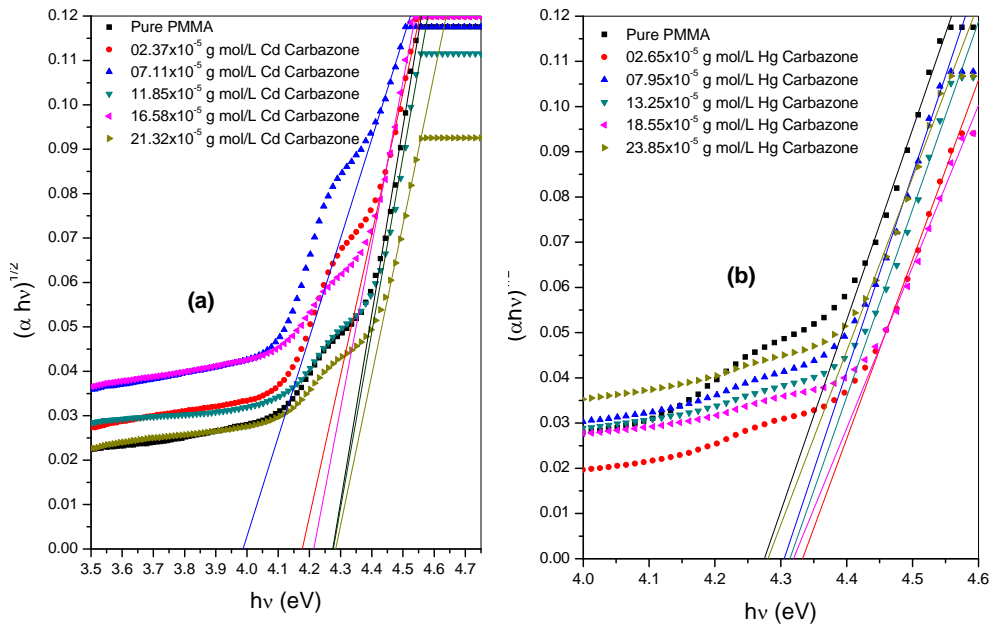 0.12
0.11
0.10
0.09
0.08
0.07
0.06
0.05
0.04
0.03
0.02
0.01
0.00
(α hν)^1/2
Pure PMMA
02.37x10^-5 g mol/L Cd Carbazone
07.11x10^-5 g mol/L Cd Carbazone
11.85x10^-5 g mol/L Cd Carbazone
16.58x10^-5 g mol/L Cd Carbazone
21.32x10^-5 g mol/L Cd Carbazone
(a)
3.5 3.6 3.7 3.8 3.9 4.0 4.1 4.2 4.3 4.4 4.5 4.6 4.7
hν (eV)
0.12
0.11
0.10
0.09
0.08
0.07
0.06
0.05
0.04
0.03
0.02
0.01
0.00
(αhν)
Pure PMMA
02.65x10^-5 g mol/L Hg Carbazone
07.95x10^-5 g mol/L Hg Carbazone
13.25x10^-5 g mol/L Hg Carbazone
18.55x10^-5 g mol/L Hg Carbazone
23.85x10^-5 g mol/L Hg Carbazone
(b)
4.0 4.1 4.2 4.3 4.4 4.5 4.6
hν (eV)